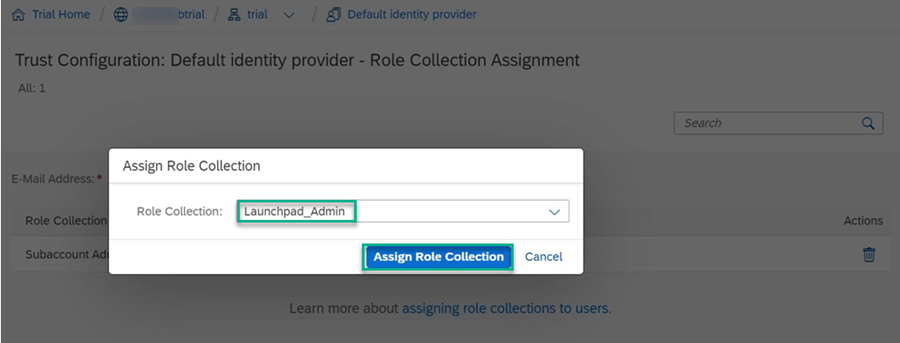 Trial Home / btrial / trial / Default identity provider
Trust Configuration: Default identity provider - Role Collection Assignment
All: 1
Search
Assign Role Collection
E-Mail Address:*
Role Collection: Launchpad_Admin
Role Collection Actions
Assign Role Collection Cancel
Subaccount
Learn more about assigning role collections to users.